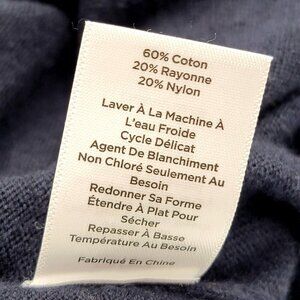 60% Coton
20% Rayonne
20% Nylon
Laver À La Machine À
L'eau Froide
Cycle Délicat
Agent De Blanchiment
Non Chloré Seulement Au
Besoin
Redonner Sa Forme
Étendre À Plat Pour
Sécher
Repasser À Basse
Température Au Besoin
Fabriqué En Chine